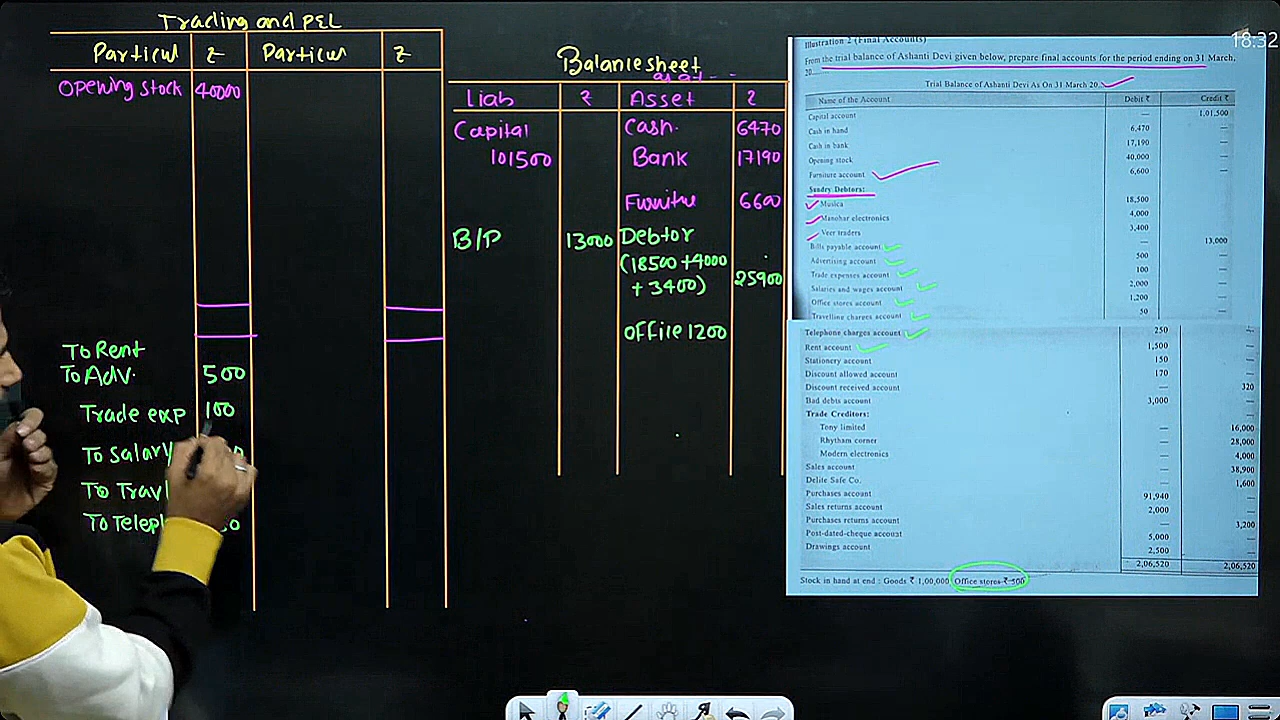 Trading and P&L
Particul ₹ Particus ₹
Opening stock 40000
To Rent
To Adv. 500
Trade exp 100
To Salary
To Travl
To Teleph
Balancesheet
as at - -
Liab ₹ Asset ₹
Capital Cash. 6470
101500 Bank 17190
Furnitre 6600
B/P 13000 Debtor
(18500+4000
+ 3400) 25900
office 1200
18:32
Illustration 2 (Final Accounts)
From the trial balance of Ashanti Devi given below, prepare final accounts for the period ending on 31 March,
20.....
Trial Balance of Ashanti Devi As On 31 March 20..
Name of the Account Debit ₹ Credit ₹
Capital account — 1,01,500
Cash in hand 6,470 —
Cash in bank 17,190 —
Opening stock 40,000 —
Furniture account 6,600 —
Sundry Debtors:
Musica 18,500 —
Manohar electronics 4,000 —
Veer traders 3,400 —
Bills payable account — 13,000
Advertising account 500 —
Trade expenses account 100 —
Salaries and wages account 2,000 —
Office stores account 1,200 —
Travelling charges account 50 —
Telephone charges account 250 —
Rent account 1,500 —
Stationery account 150 —
Discount allowed account 170 —
Discount received account — 320
Bad debts account 3,000 —
Trade Creditors:
Tony limited — 16,000
Rhytham corner — 28,000
Modern electronics — 4,000
Sales account — 38,900
Delite Safe Co. — 1,600
Purchases account 91,940 —
Sales returns account 2,000 —
Purchases returns account — 3,200
Post-dated-cheque account 5,000 —
Drawings account 2,500 —
2,06,520 2,06,520
Stock in hand at end : Goods ₹ 1,00,000 Office stores ₹ 500